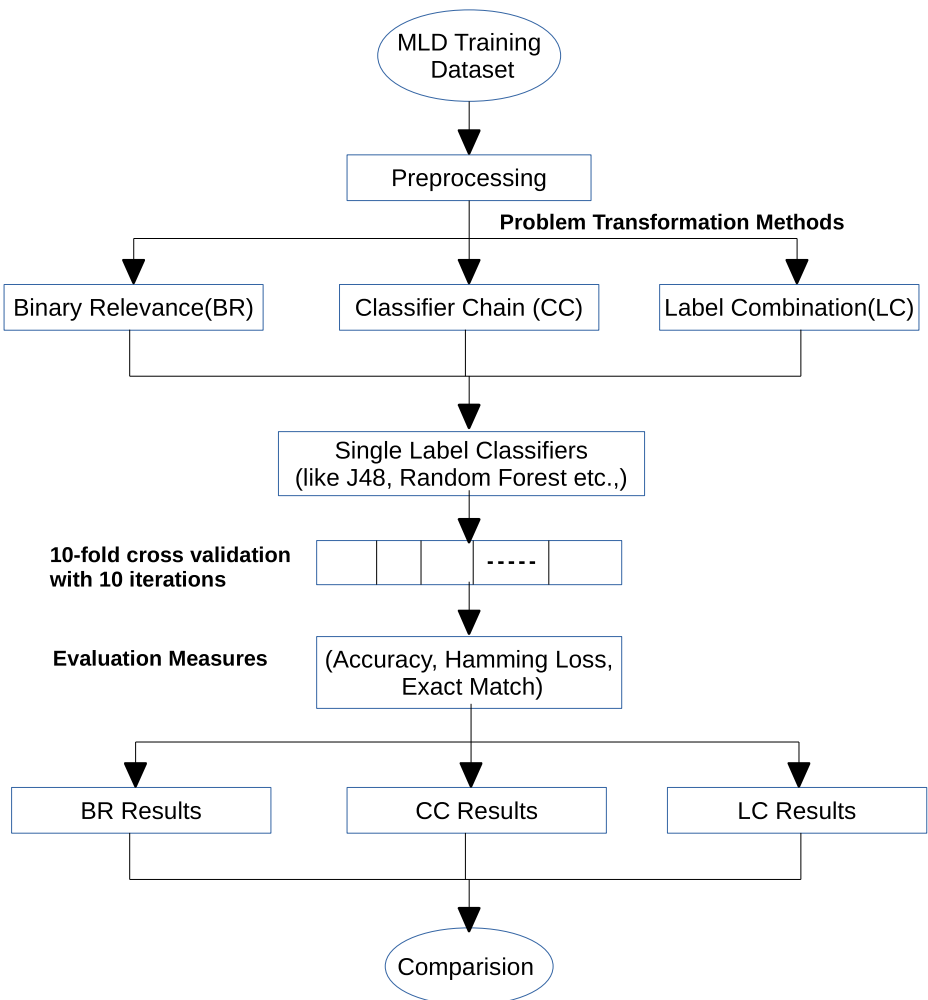 MLD Training
Dataset
Preprocessing
Problem Transformation Methods
Binary Relevance(BR)
Classifier Chain (CC)
Label Combination(LC)
Single Label Classifiers
(like J48, Random Forest etc.,)
10-fold cross validation
with 10 iterations
-----
Evaluation Measures
(Accuracy, Hamming Loss,
Exact Match)
BR Results
CC Results
LC Results
Comparision